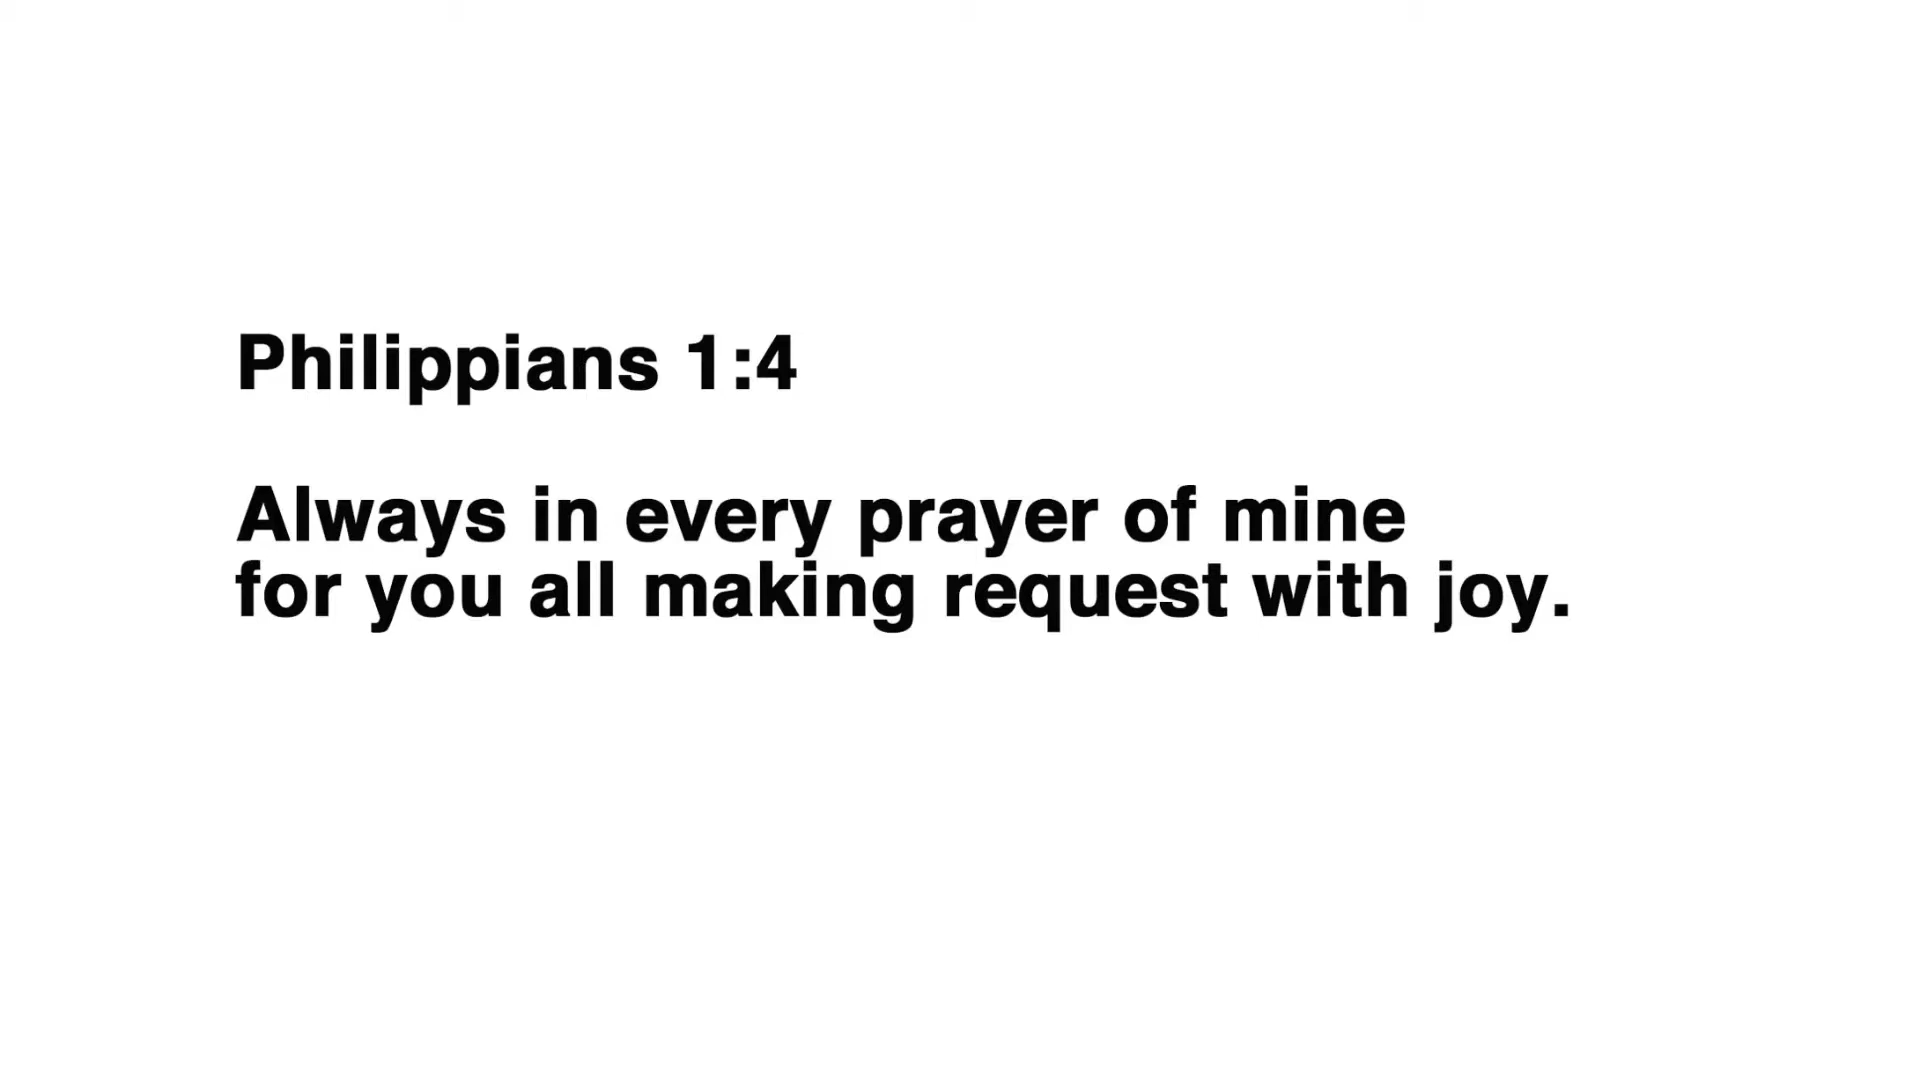 Philippians 1:4
Always in every prayer of mine
for you all making request with joy.